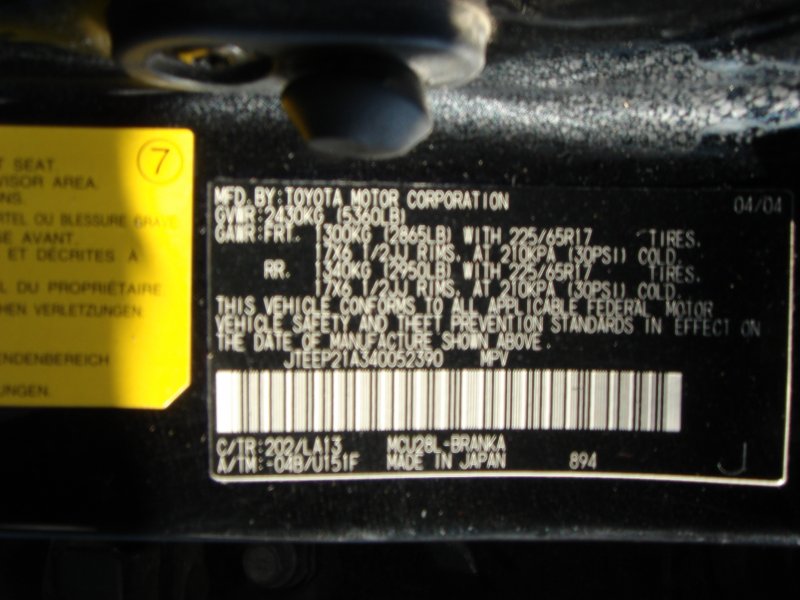 7
T SEAT
VISOR AREA.
ONS.
RTEL OU BLESSURE GRAVE
GE AVANT.
ET DÉCRITES À
EL DU PROPRIÉTAIRE
CHEN VERLETZUNGEN
ENDENBEREICH
UNGEN.
MFD. BY: TOYOTA MOTOR CORPORATION 04/04
GVWR: 2430KG (5360LB)
GAWR: FRT. 1300KG (2865LB) WITH 225/65R17 TIRES.
17X6 1/2JJ RIMS. AT 210KPA (30PSI) COLD.
RR. 1340KG (2950LB) WITH 225/65R17 TIRES.
17X6 1/2JJ RIMS. AT 210KPA (30PSI) COLD.
THIS VEHICLE CONFORMS TO ALL APPLICABLE FEDERAL MOTOR
VEHICLE SAFETY AND THEFT PREVENTION STANDARDS IN EFFECT ON
THE DATE OF MANUFACTURE SHOWN ABOVE.
JTEEP21A340052390 MPV
C/TR: 202/LA13 MCU28L-BRANKA
A/TM: -04B/U151F MADE IN JAPAN 894 J